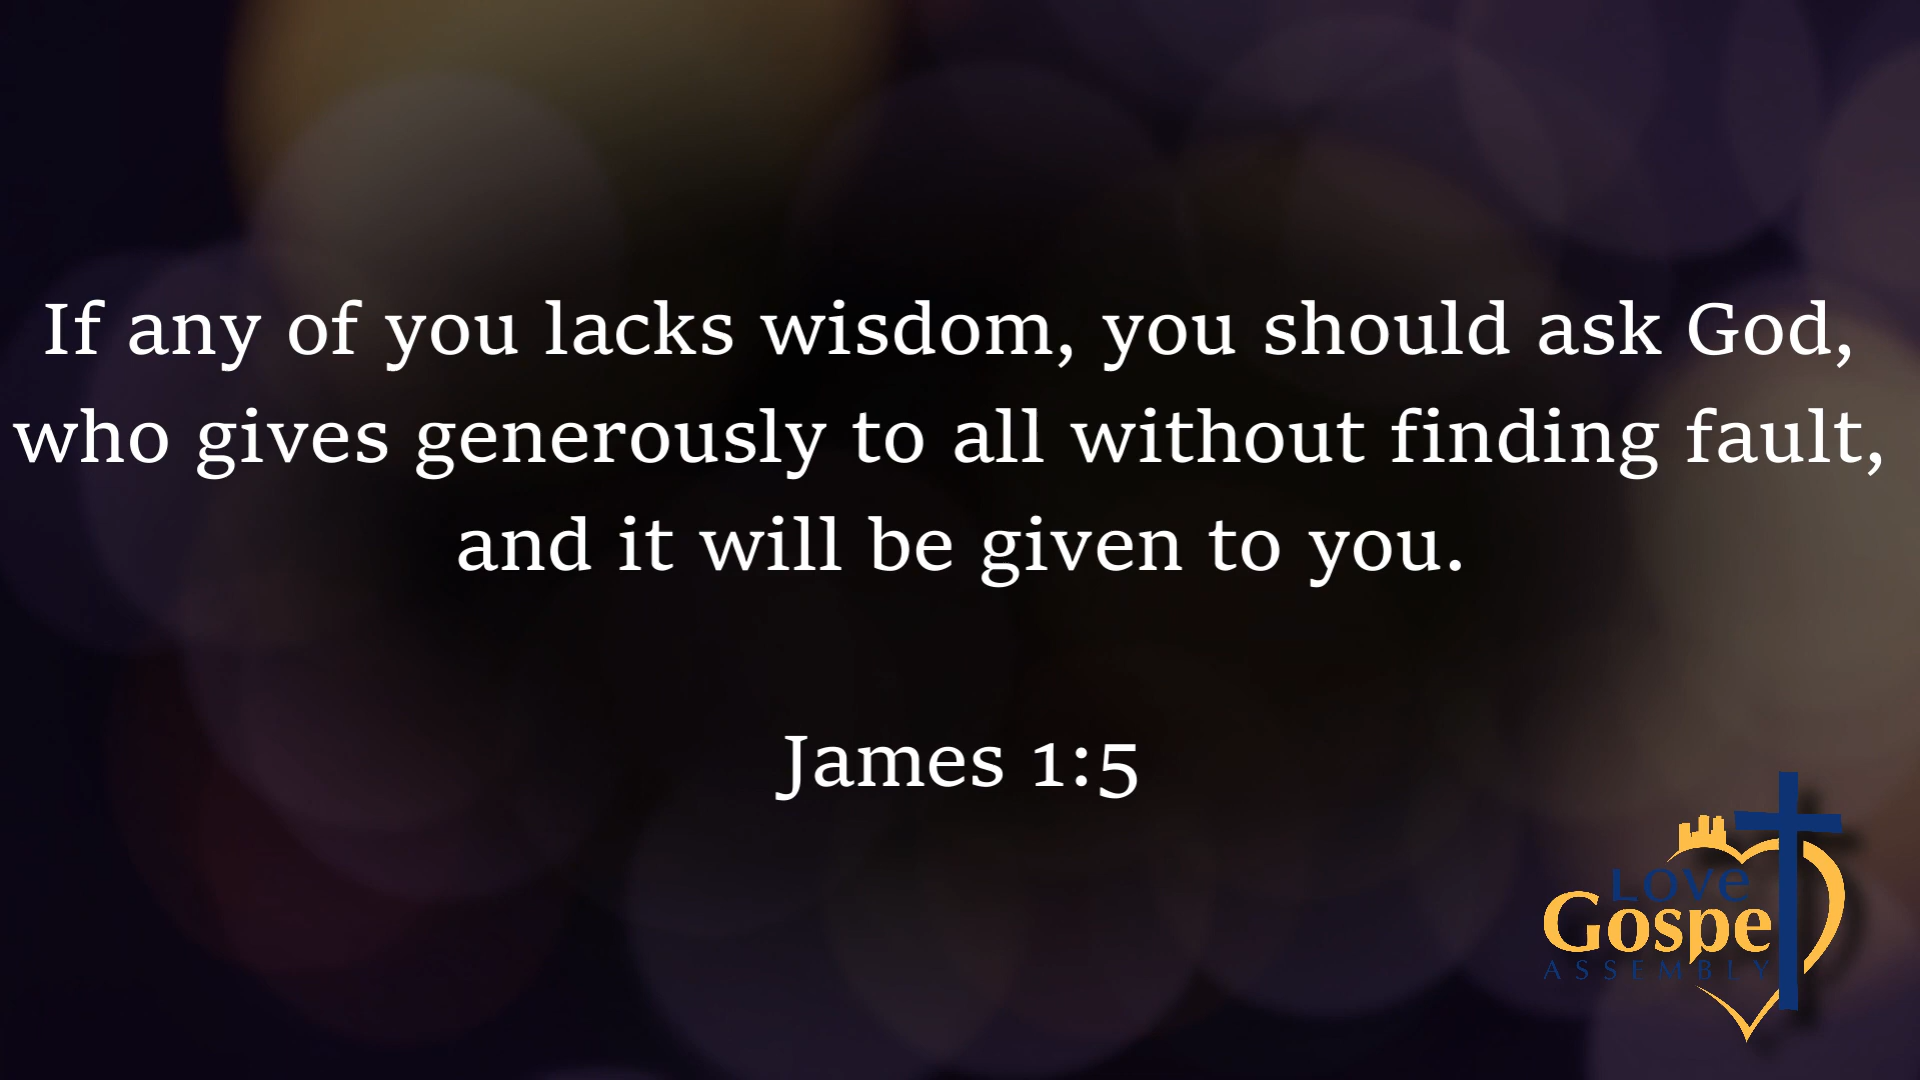 If any of you lacks wisdom, you should ask God,
who gives generously to all without finding fault,
and it will be given to you.
James 1:5
LOVE
Gospel
ASSEMBLY